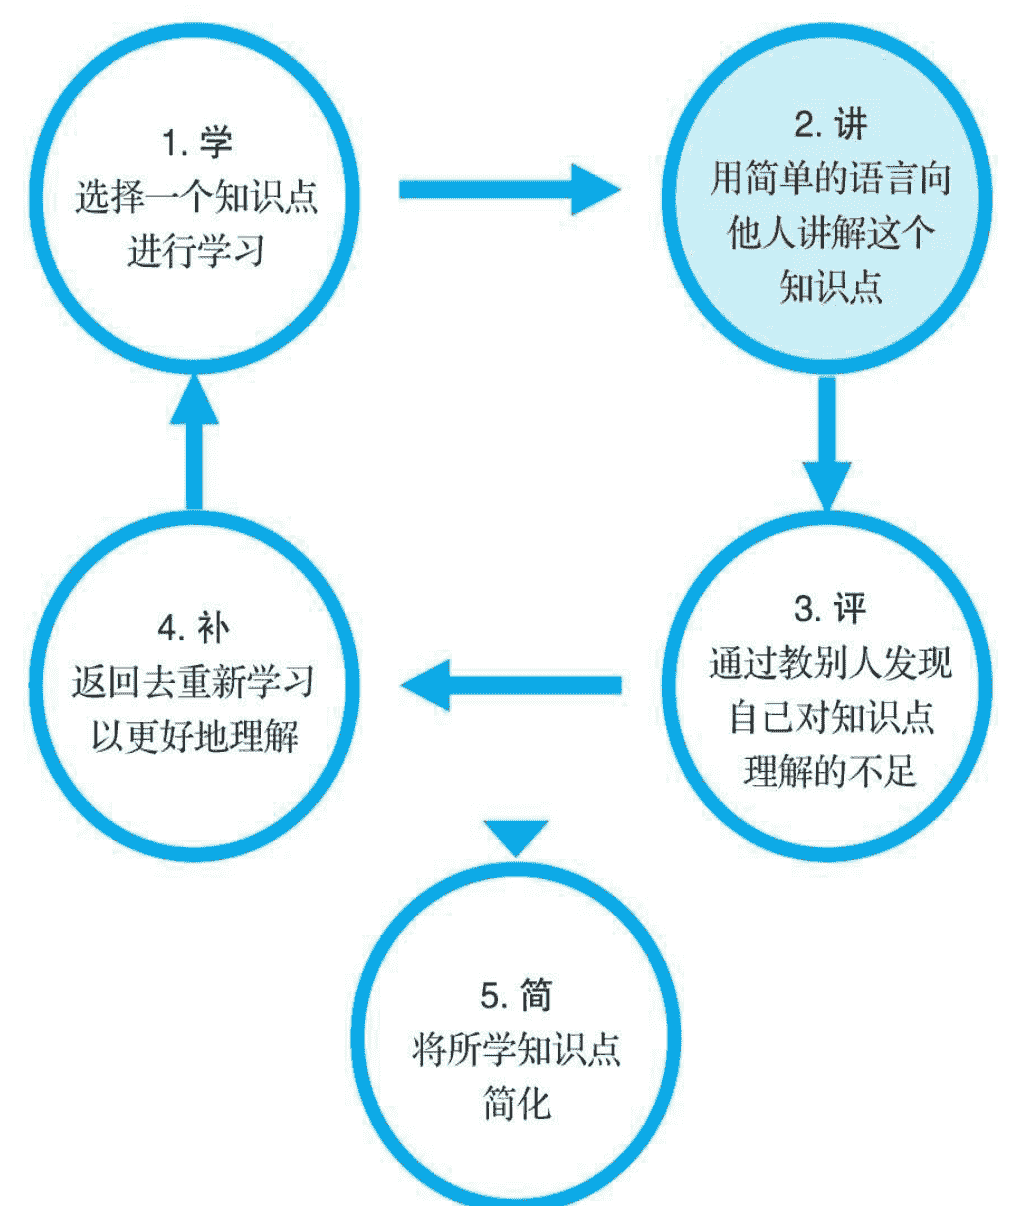 1. 学
选择一个知识点
进行学习
2. 讲
用简单的语言向
他人讲解这个
知识点
3. 评
通过教别人发现
自己对知识点
理解的不足
4. 补
返回去重新学习
以更好地理解
5. 简
将所学知识点
简化